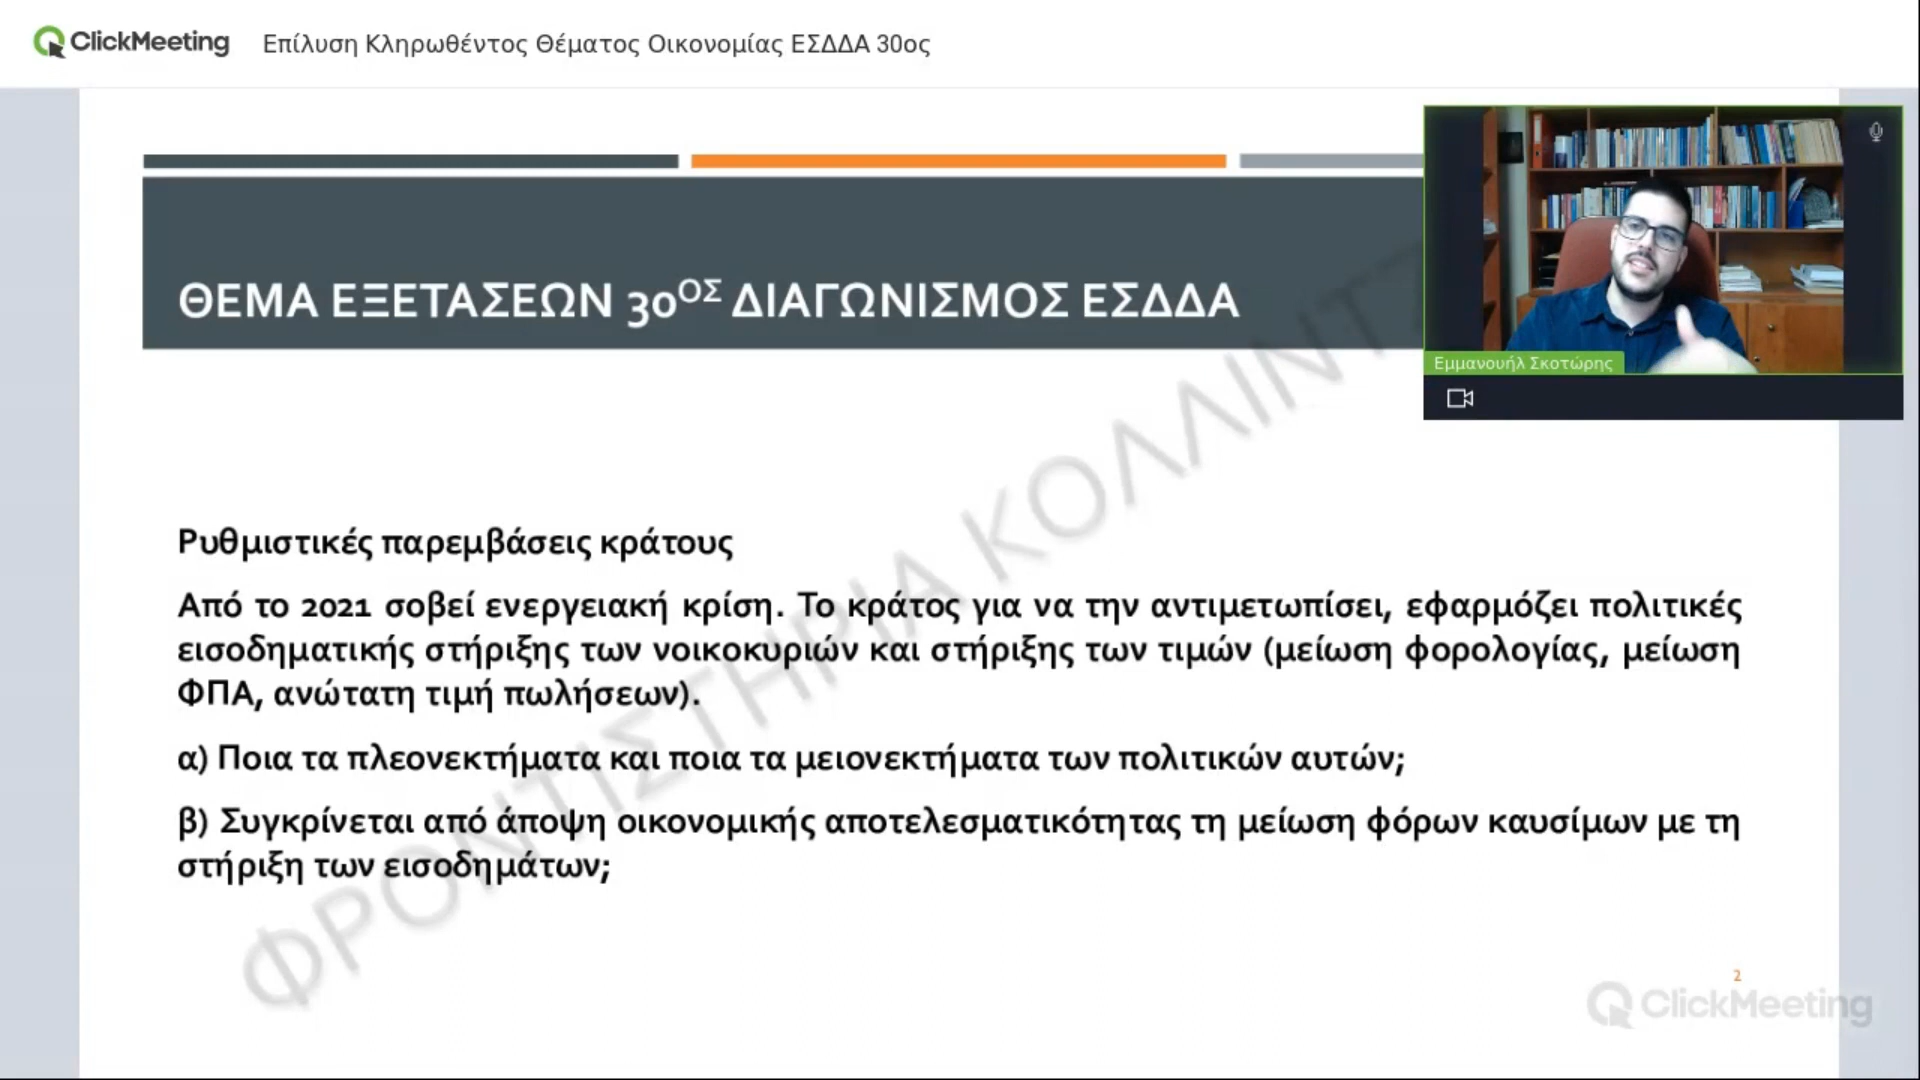 ClickMeeting Επίλυση Κληρωθέντος Θέματος Οικονομίας ΕΣΔΔΑ 30ος
ΘΕΜΑ ΕΞΕΤΑΣΕΩΝ 30ΟΣ ΔΙΑΓΩΝΙΣΜΟΣ ΕΣΔΔΑ
Εμμανουήλ Σκοτώρης
Ρυθμιστικές παρεμβάσεις κράτους
Από το 2021 σοβεί ενεργειακή κρίση. Το κράτος για να την αντιμετωπίσει, εφαρμόζει πολιτικές
εισοδηματικής στήριξης των νοικοκυριών και στήριξης των τιμών (μείωση φορολογίας, μείωση
ΦΠΑ, ανώτατη τιμή πωλήσεων).
α) Ποια τα πλεονεκτήματα και ποια τα μειονεκτήματα των πολιτικών αυτών;
β) Συγκρίνεται από άποψη οικονομικής αποτελεσματικότητας τη μείωση φόρων καυσίμων με τη
στήριξη των εισοδημάτων;
ΦΡΟΝΤΙΣΤΗΡΙΑ ΚΟΛΛΙΝΤΖ
2
ClickMeeting